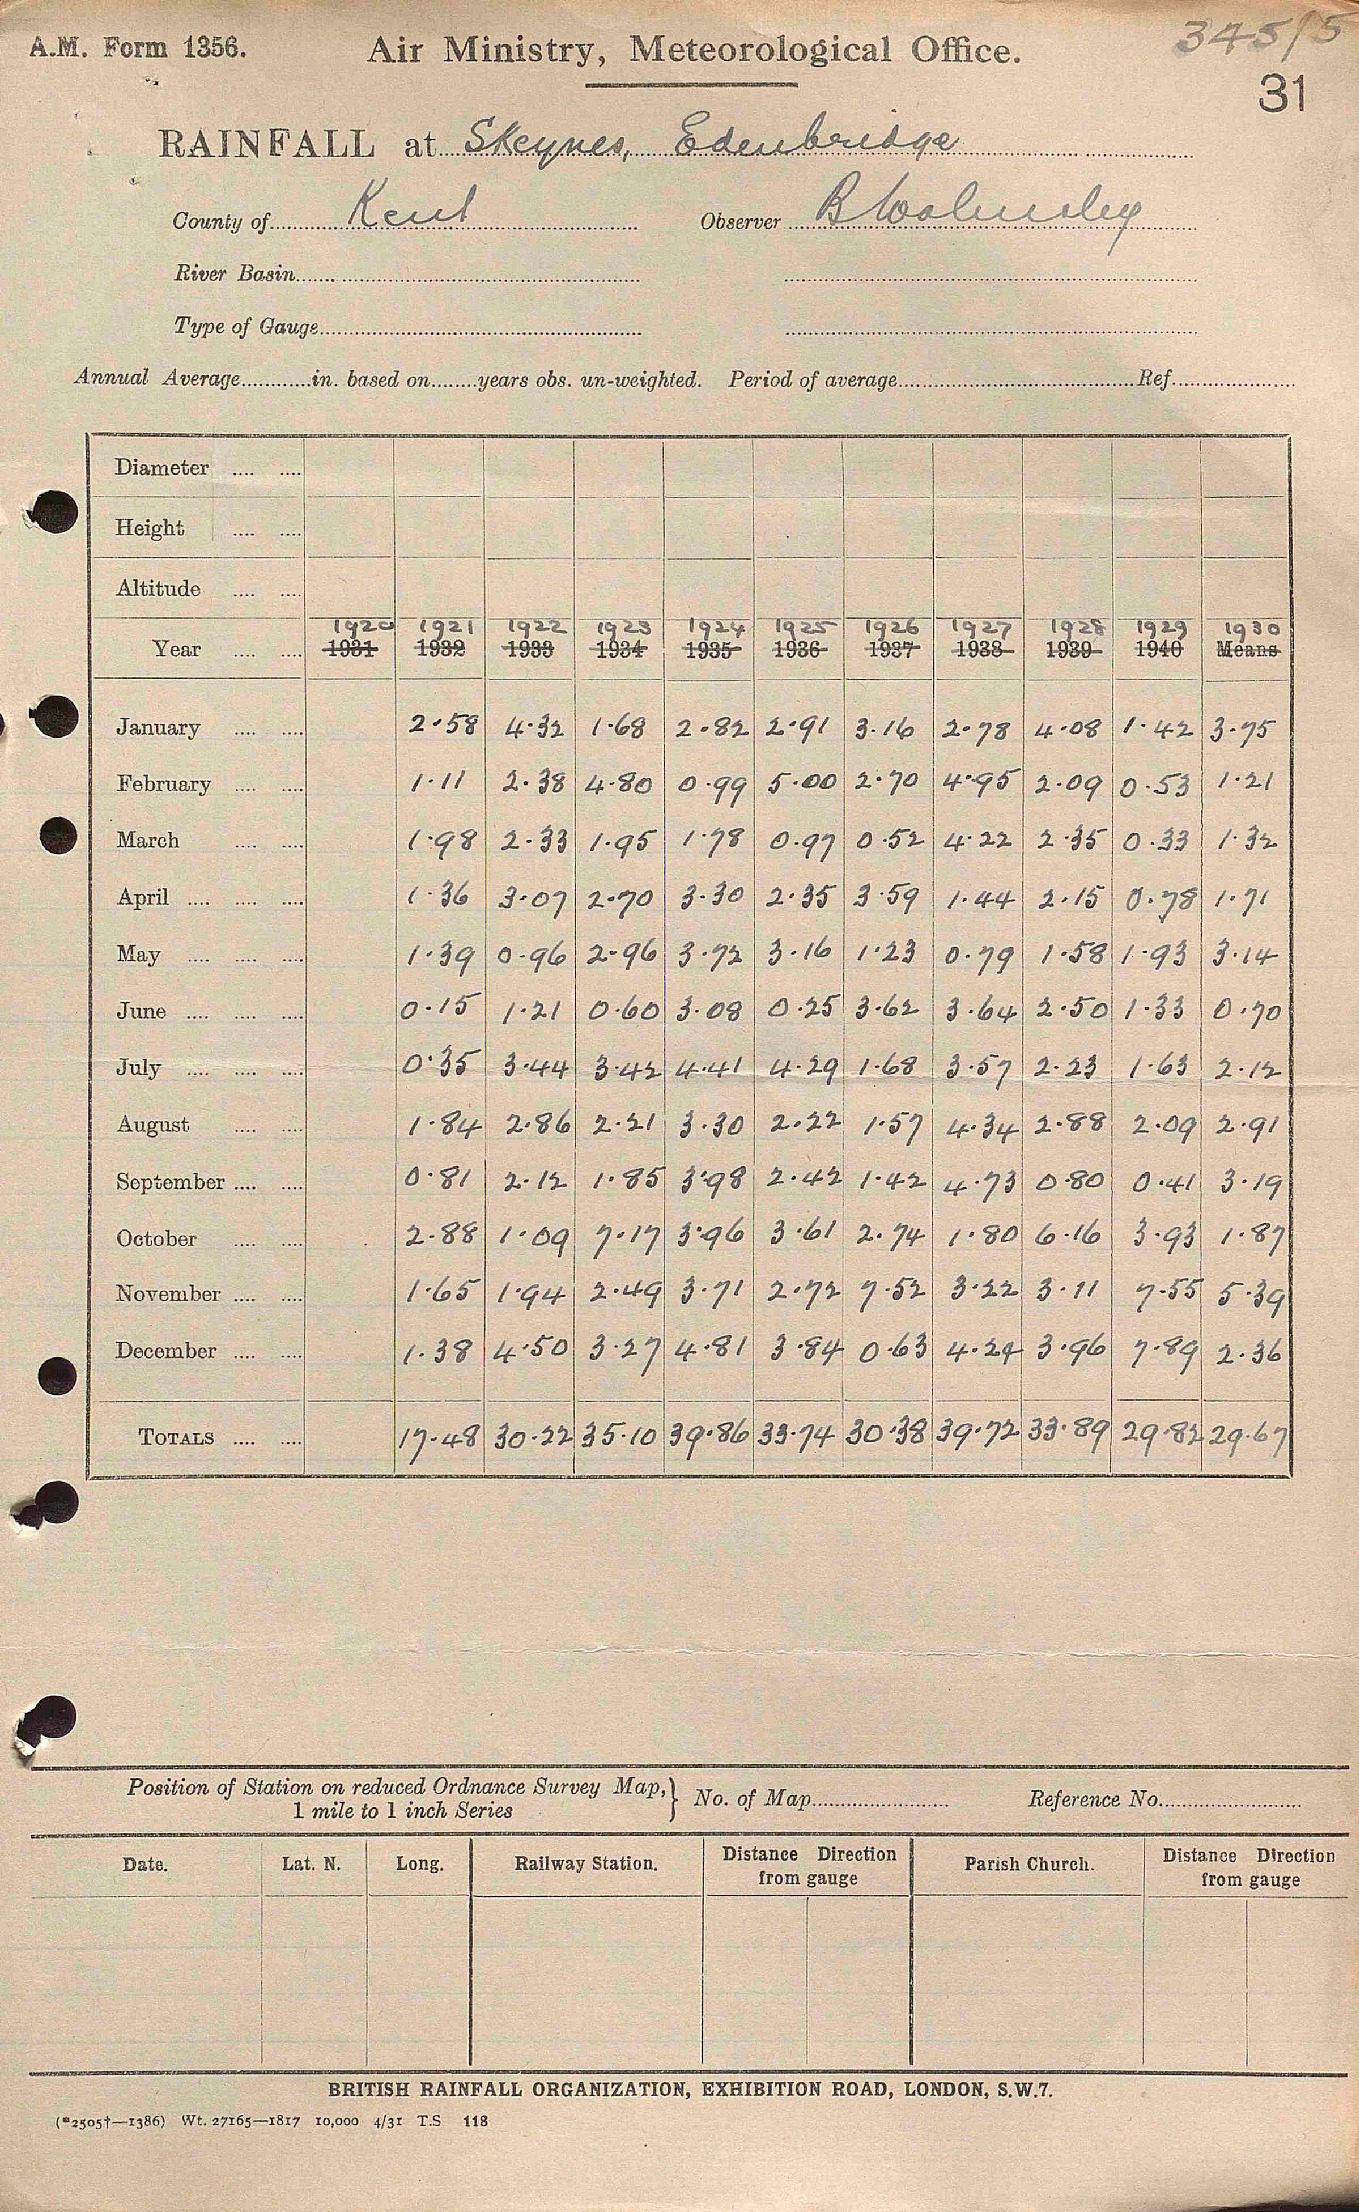 A.M. Form 1356.
Air Ministry, Meteorological Office.
345/5
31
RAINFALL at Skeynes, Edenbridge
County of Kent Observer B Walmsley
River Basin
Type of Gauge
Annual Average in. based on years obs. un-weighted. Period of average Ref.
Diameter
Height
Altitude
1920 1921 1922 1923 1924 1925 1926 1927 1928 1929 1930
Year 1931 1932 1933 1934 1935 1936 1937 1938 1939 1940 Means
January 2.58 4.32 1.68 2.82 2.91 3.16 2.78 4.08 1.42 3.75
February 1.11 2.38 4.80 0.99 5.00 2.70 4.95 2.09 0.53 1.21
March 1.98 2.33 1.95 1.78 0.97 0.52 4.22 2.35 0.33 1.32
April 1.36 3.07 2.70 3.30 2.35 3.59 1.44 2.15 0.78 1.71
May 1.39 0.96 2.96 3.72 3.16 1.23 0.79 1.58 1.93 3.14
June 0.15 1.21 0.60 3.08 0.25 3.62 3.64 2.50 1.33 0.70
July 0.35 3.44 3.42 4.41 4.29 1.68 3.57 2.23 1.63 2.12
August 1.84 2.86 2.21 3.30 2.22 1.57 4.34 2.88 2.09 2.91
September 0.81 2.12 1.85 3.98 2.42 1.42 4.73 0.80 0.41 3.19
October 2.88 1.09 7.17 3.96 3.61 2.74 1.80 6.16 3.93 1.87
November 1.65 1.94 2.49 3.71 2.72 7.52 3.22 3.11 7.55 5.39
December 1.38 4.50 3.27 4.81 3.84 0.63 4.24 3.96 7.89 2.36
TOTALS 17.48 30.22 35.10 39.86 33.74 30.38 39.72 33.89 29.82 29.67
Position of Station on reduced Ordnance Survey Map,
1 mile to 1 inch Series
No. of Map Reference No.
Date. Lat. N. Long. Railway Station. Distance Direction from gauge Parish Church. Distance Direction from gauge
BRITISH RAINFALL ORGANIZATION, EXHIBITION ROAD, LONDON, S.W.7.
(*2505†—1386) Wt. 27165—1817 10,000 4/31 T.S 118